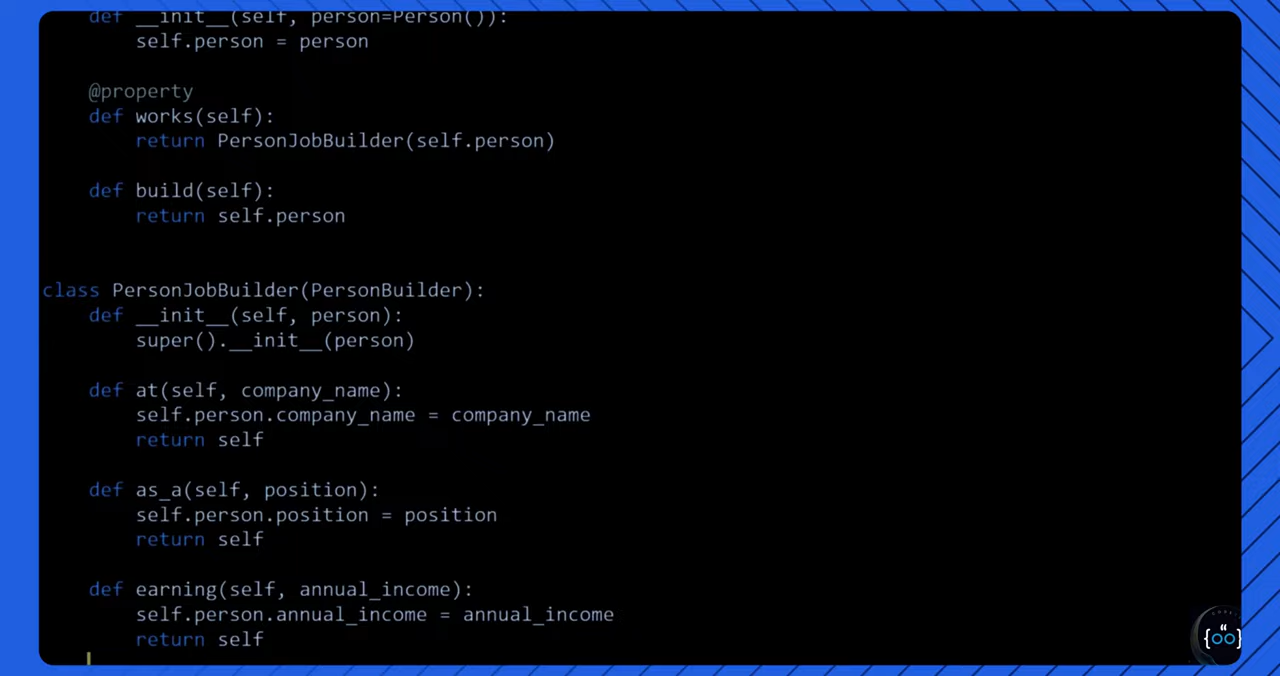 def __init__(self, person=Person()):
        self.person = person

    @property
    def works(self):
        return PersonJobBuilder(self.person)

    def build(self):
        return self.person


class PersonJobBuilder(PersonBuilder):
    def __init__(self, person):
        super().__init__(person)

    def at(self, company_name):
        self.person.company_name = company_name
        return self

    def as_a(self, position):
        self.person.position = position
        return self

    def earning(self, annual_income):
        self.person.annual_income = annual_income
        return self